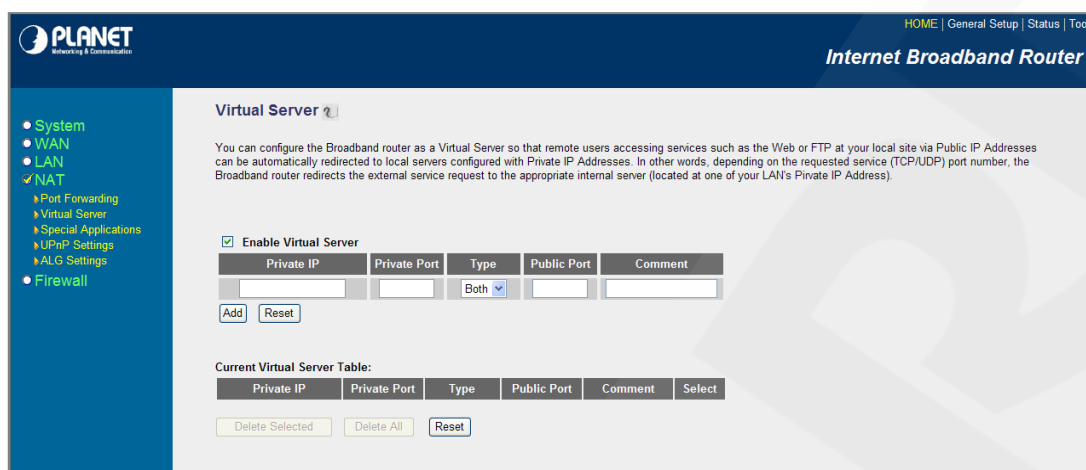 PLANET
Networking & Communication
HOME | General Setup | Status | Too
Internet Broadband Router
System
WAN
LAN
NAT
Port Forwarding
Virtual Server
Special Applications
UPnP Settings
ALG Settings
Firewall
Virtual Server
You can configure the Broadband router as a Virtual Server so that remote users accessing services such as the Web or FTP at your local site via Public IP Addresses
can be automatically redirected to local servers configured with Private IP Addresses. In other words, depending on the requested service (TCP/UDP) port number, the
Broadband router redirects the external service request to the appropriate internal server (located at one of your LAN's Private IP Address).
Enable Virtual Server
Private IP Private Port Type Public Port Comment
Both
Add Reset
Current Virtual Server Table:
Private IP Private Port Type Public Port Comment Select
Delete Selected Delete All Reset